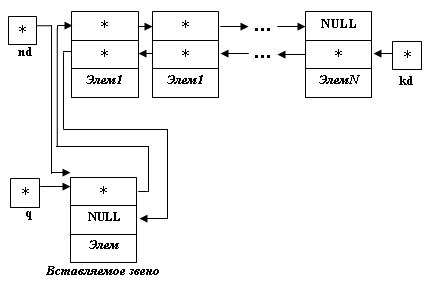 * * * ... NULL
nd * * ... * *
Элем1 Элем1 ЭлемN kd
* *
q NULL
Элем
Вставляемое звено